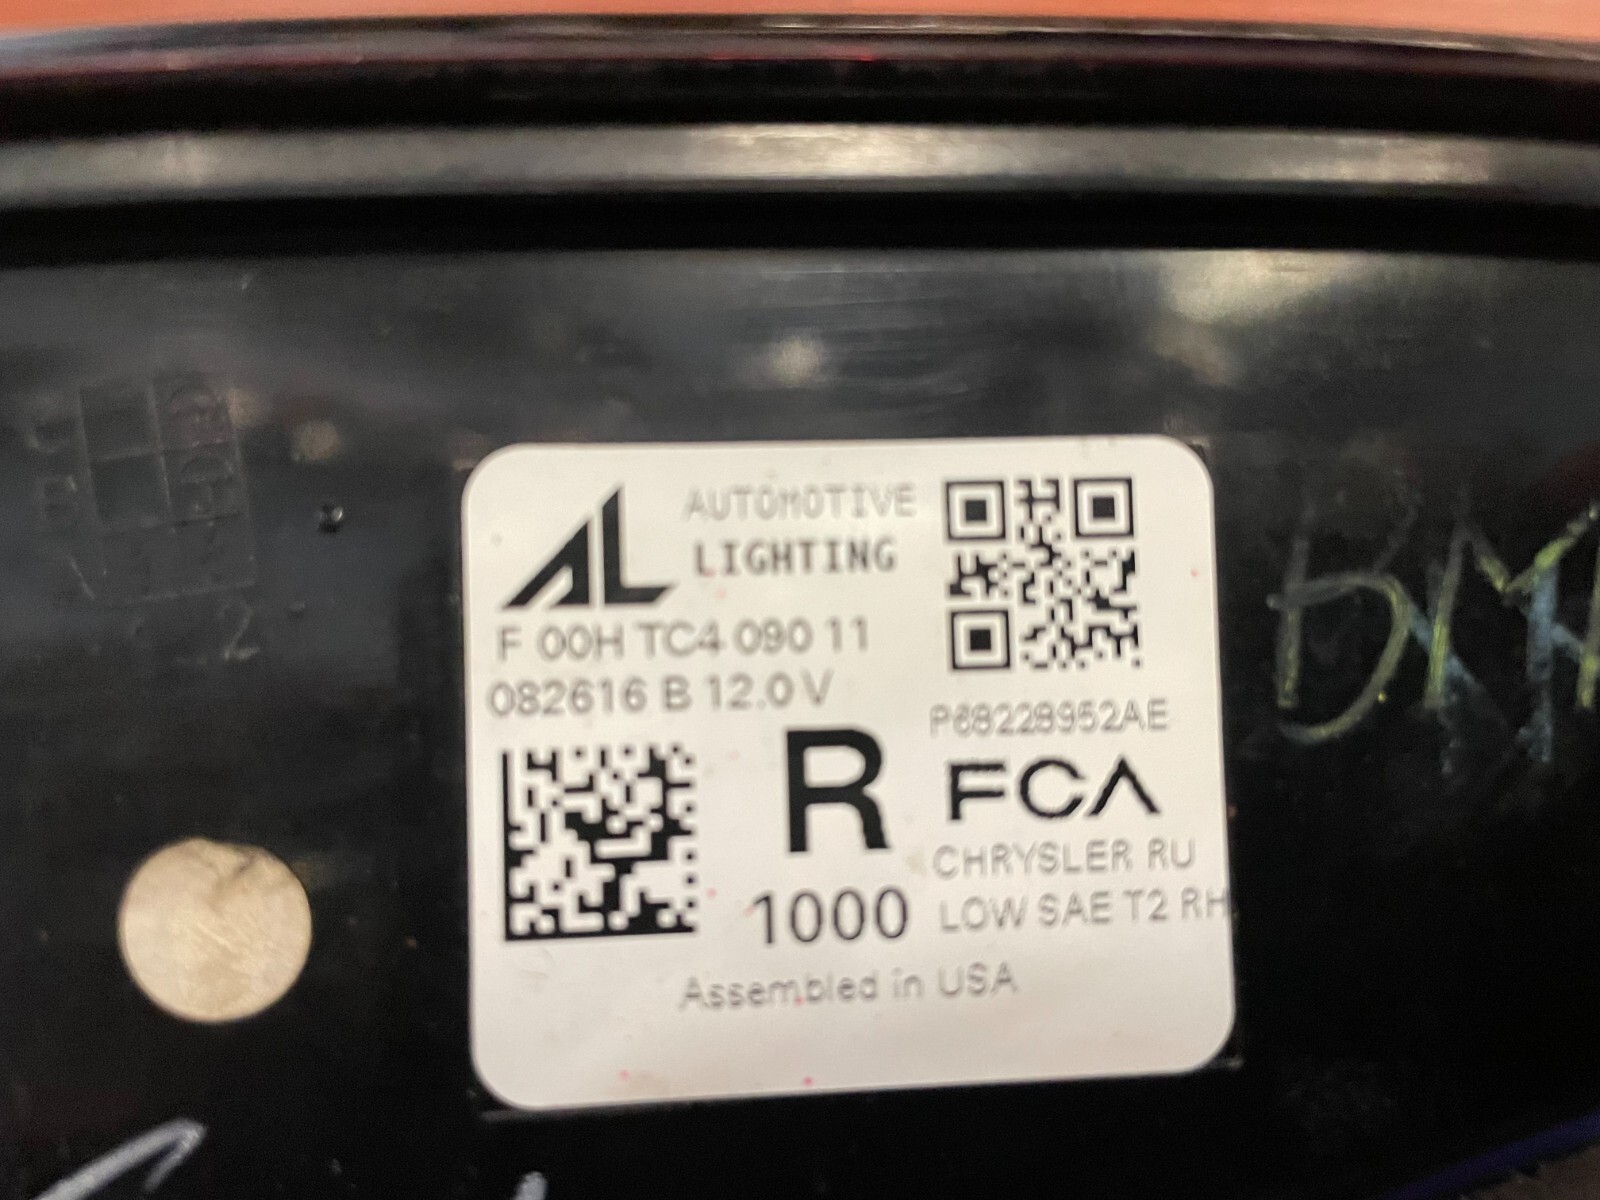 AL
AUTOMOTIVE
LIGHTING
F 00H TC4 090 11
082616 B 12.0 V
R
1000
P68228952AE
FCA
CHRYSLER RU
LOW SAE T2 RH
Assembled in USA